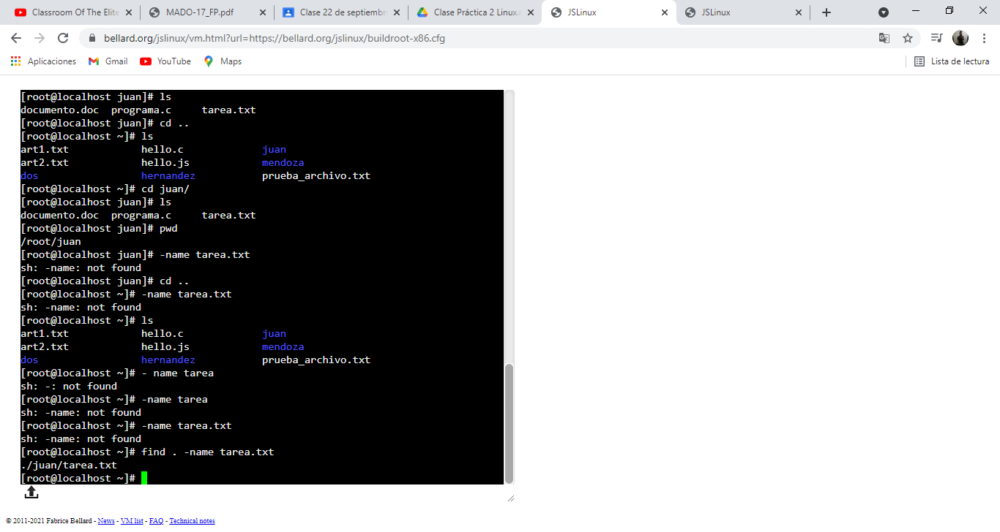 Classroom Of The Elite
MADO-17_FP.pdf
Clase 22 de septiembre
Clase Práctica 2 Linux.
JSLinux
JSLinux
bellard.org/jslinux/vm.html?url=https://bellard.org/jslinux/buildroot-x86.cfg
Aplicaciones
Gmail
YouTube
Maps
Lista de lectura
[root@localhost juan]# ls
documento.doc  programa.c     tarea.txt
[root@localhost juan]# cd ..
[root@localhost ~]# ls
art1.txt            hello.c             juan
art2.txt            hello.js            mendoza
dos                 hernandez           prueba_archivo.txt
[root@localhost ~]# cd juan/
[root@localhost juan]# ls
documento.doc  programa.c     tarea.txt
[root@localhost juan]# pwd
/root/juan
[root@localhost juan]# -name tarea.txt
sh: -name: not found
[root@localhost juan]# cd ..
[root@localhost ~]# -name tarea.txt
sh: -name: not found
[root@localhost ~]# ls
art1.txt            hello.c             juan
art2.txt            hello.js            mendoza
dos                 hernandez           prueba_archivo.txt
[root@localhost ~]# - name tarea
sh: -: not found
[root@localhost ~]# -name tarea
sh: -name: not found
[root@localhost ~]# -name tarea.txt
sh: -name: not found
[root@localhost ~]# find . -name tarea.txt
./juan/tarea.txt
[root@localhost ~]#
© 2011-2021 Fabrice Bellard - News - VM list - FAQ - Technical notes